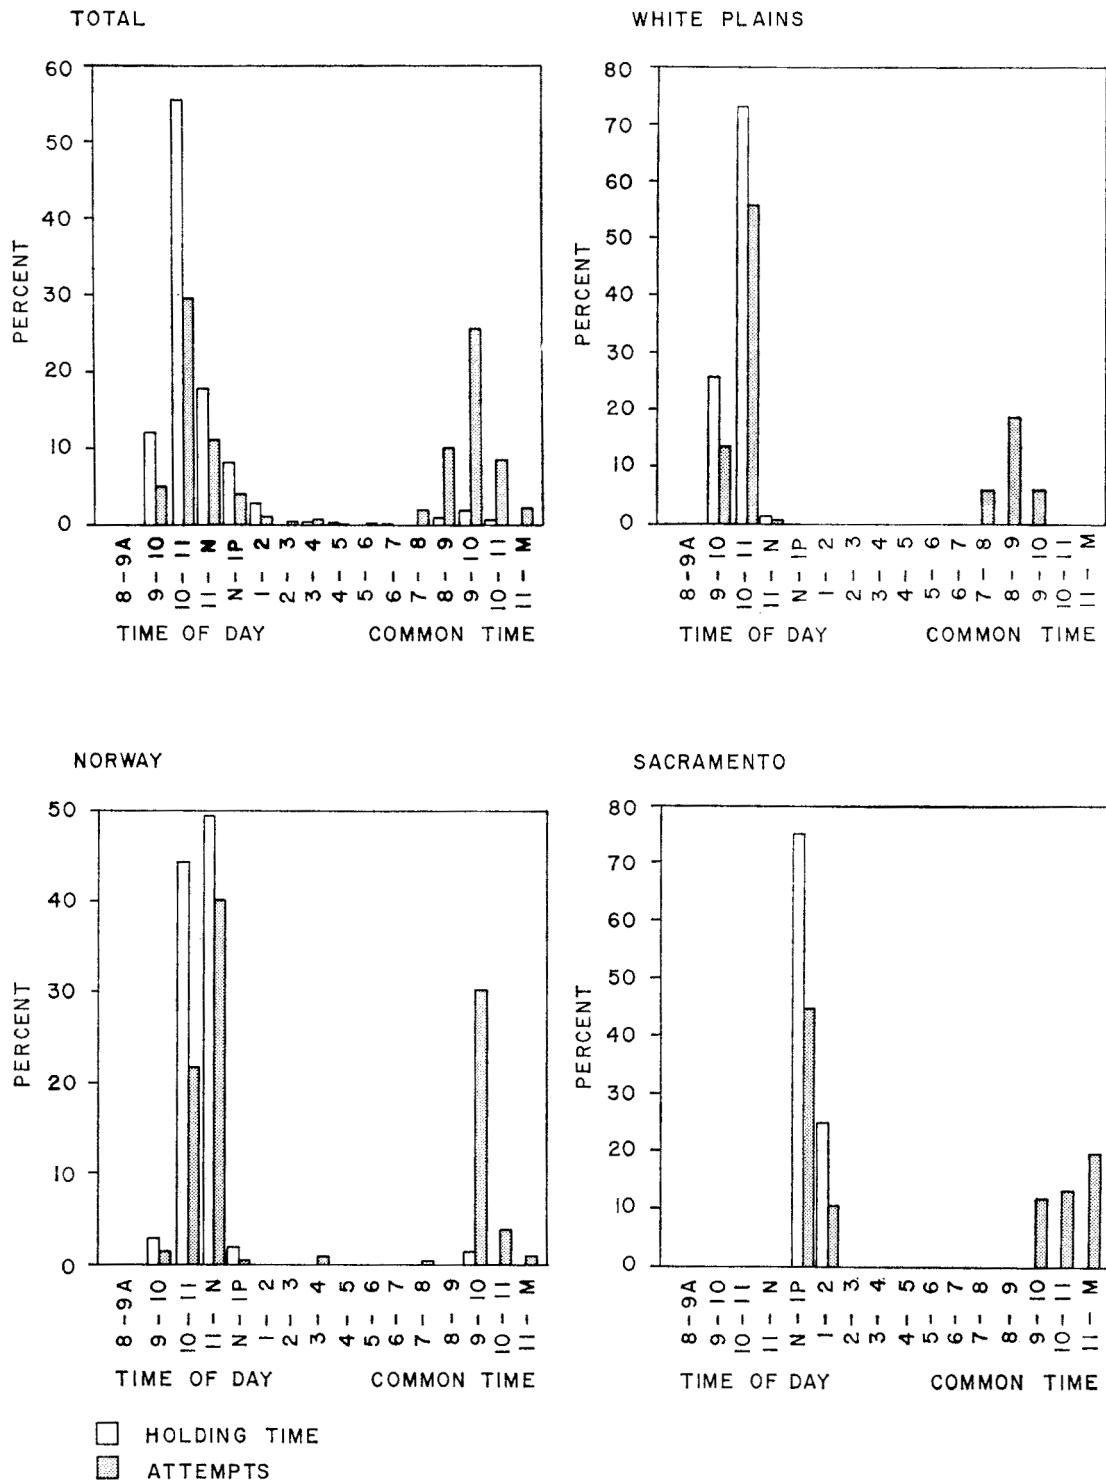 TOTAL
PERCENT
60
50
40
30
20
10
0
8-9A
9-10
10-11
11-N
N-1P
1-2
2-3
3-4
4-5
5-6
6-7
7-8
8-9
9-10
10-11
11-M
TIME OF DAY COMMON TIME
WHITE PLAINS
PERCENT
80
70
60
50
40
30
20
10
0
8-9A
9-10
10-11
11-N
N-1P
1-2
2-3
3-4
4-5
5-6
6-7
7-8
8-9
9-10
10-11
11-M
TIME OF DAY COMMON TIME
NORWAY
PERCENT
50
40
30
20
10
0
8-9A
9-10
10-11
11-N
N-1P
1-2
2-3
3-4
4-5
5-6
6-7
7-8
8-9
9-10
10-11
11-M
TIME OF DAY COMMON TIME
SACRAMENTO
PERCENT
80
70
60
50
40
30
20
10
0
8-9A
9-10
10-11
11-N
N-1P
1-2
2-3
3-4
4-5
5-6
6-7
7-8
8-9
9-10
10-11
11-M
TIME OF DAY COMMON TIME
HOLDING TIME
ATTEMPTS